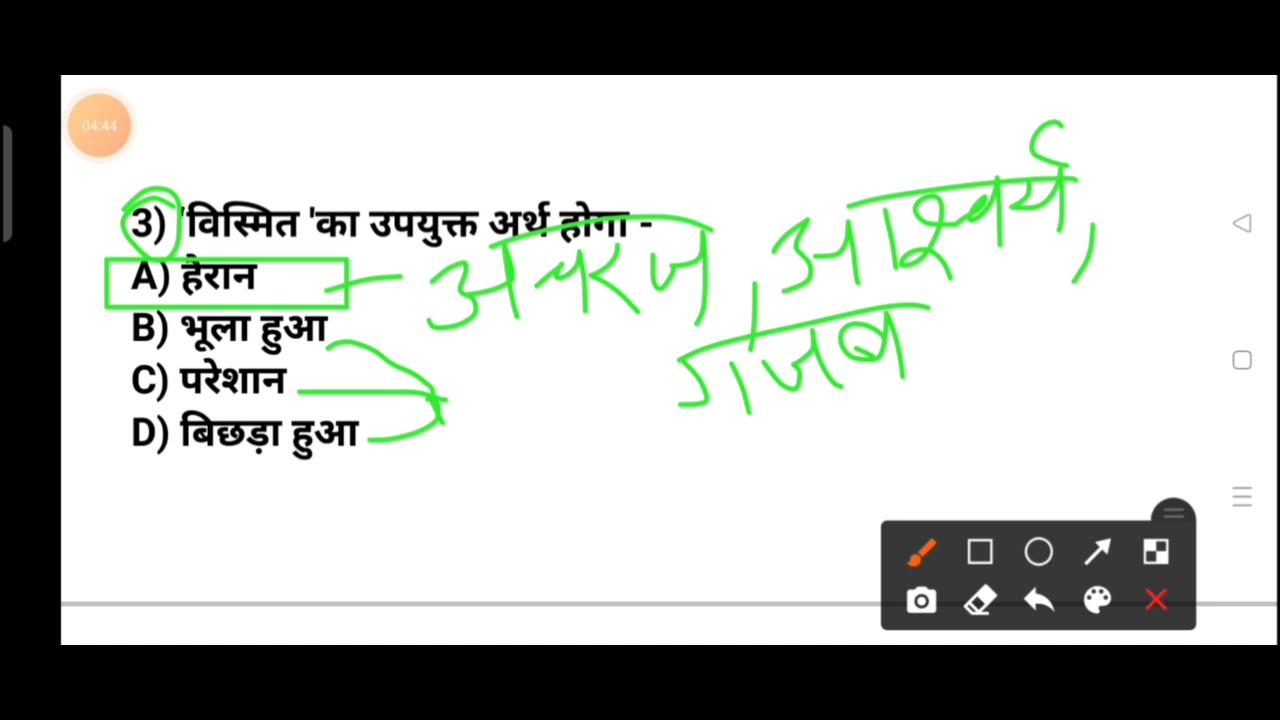 04:44
3) 'विस्मित 'का उपयुक्त अर्थ होगा -
A) हेरान
अचरज, आश्चर्य,
गजब
B) भूला हुआ
C) परेशान
D) बिछड़ा हुआ